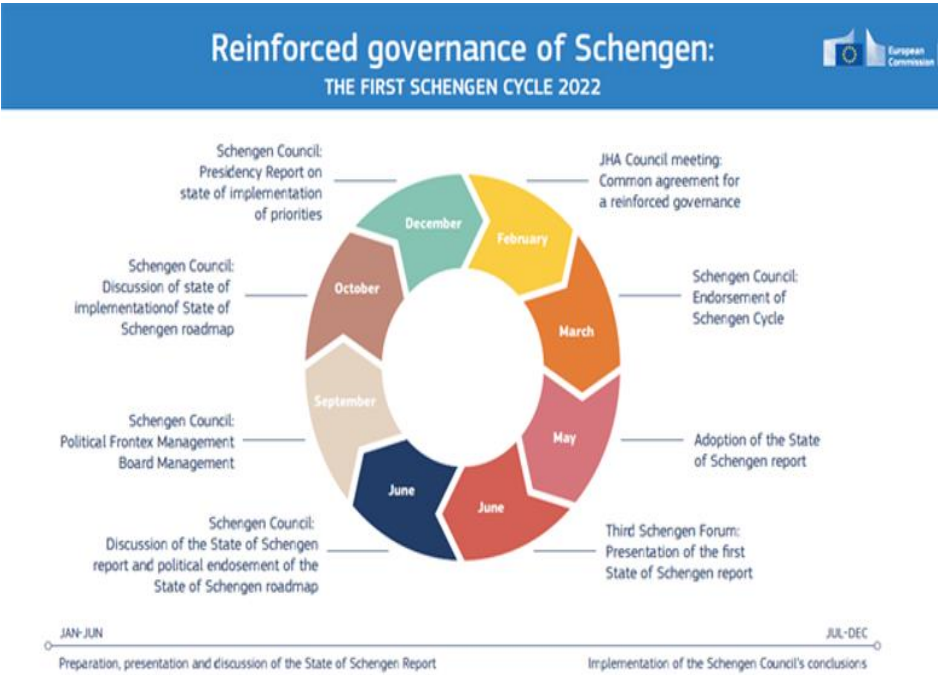 Reinforced governance of Schengen:
THE FIRST SCHENGEN CYCLE 2022
European
Commission
Schengen Council:
Presidency Report on
state of implementation
of priorities
December
JHA Council meeting:
Common agreement for
a reinforced governance
February
Schengen Council:
Endorsement of
Schengen Cycle
March
Adoption of the State
of Schengen report
May
Third Schengen Forum:
Presentation of the first
State of Schengen report
June
Schengen Council:
Discussion of the State of Schengen
report and political endosement of the
State of Schengen roadmap
June
Schengen Council:
Political Frontex Management
Board Management
September
Schengen Council:
Discussion of state of
implementationof State of
Schengen roadmap
October
JAN-JUN
Preparation, presentation and discussion of the State of Schengen Report
JUL-DEC
Implementation of the Schengen Council's conclusions